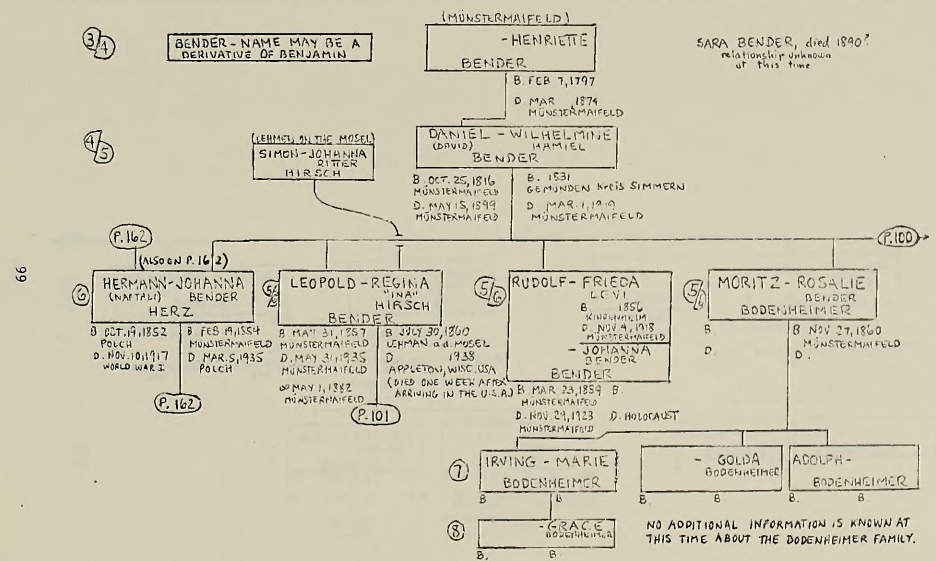 (MÜNSTERMAIFELD)
3/4
BENDER - NAME MAY BE A
DERIVATIVE OF BENJAMIN
- HENRIETTE
BENDER
SARA BENDER, died 1890?
relationship unknown
at this time
B. FEB 7, 1797
D. MAR ,1874
MÜNSTERMAIFELD
4/5
(LEHMEN ON THE MOSEL)
SIMON - JOHANNA
RITTER
HIRSCH
DANIEL - WILHELMINE
(DAVID) HAMIEL
BENDER
B. OCT. 25, 1816
MÜNSTERMAIFELD
D. MAY 15, 1899
MÜNSTERMAIFELD
B. 1831
GEMÜNDEN Kreis SIMMERN
D. MAR. 1, 1919
MÜNSTERMAIFELD
P. 162
(ALSO ON P. 162)
P. 100
99
6
HERMANN - JOHANNA
(NAFTALI) BENDER
HERZ
B OCT. 19, 1852
POLCH
D. NOV. 10, 1917
WORLD WAR I
B FEB 19, 1854
MÜNSTERMAIFELD
D. MAR. 5, 1935
POLCH
P. 162
5/6
LEOPOLD - REGINA
"INA"
HIRSCH
BENDER
B. MAY 31, 1857
MÜNSTERMAIFELD
D. MAY 31, 1935
MÜNSTERMAIFELD
∞ MAY 1, 1882
MÜNSTERMAIFELD
B JULY 30, 1860
LEHMAN a.d. MOSEL
D. 1938
APPLETON, WISC, USA
(DIED ONE WEEK AFTER
ARRIVING IN THE U.S.A.)
P. 101
5/6
RUDOLF - FRIEDA
LEVI
B. 1856
D. NOV 4, 1918
MÜNSTERMAIFELD
- JOHANNA
BENDER
BENDER
B MAR 23, 1859
MÜNSTERMAIFELD
D. NOV 29, 1923
MÜNSTERMAIFELD
B.
D. HOLOCAUST
5/6
MORITZ - ROSALIE
BENDER
BODENHEIMER
B
D.
B NOV 27, 1860
MÜNSTERMAIFELD
D.
7
IRVING - MARIE
BODENHEIMER
B B
- GOLDA
BODENHEIMER
B. B
ADOLPH -
BODENHEIMER
B. B.
8
- GRACE
BODENHEIMER
B. B.
NO ADDITIONAL INFORMATION IS KNOWN AT
THIS TIME ABOUT THE BODENHEIMER FAMILY.